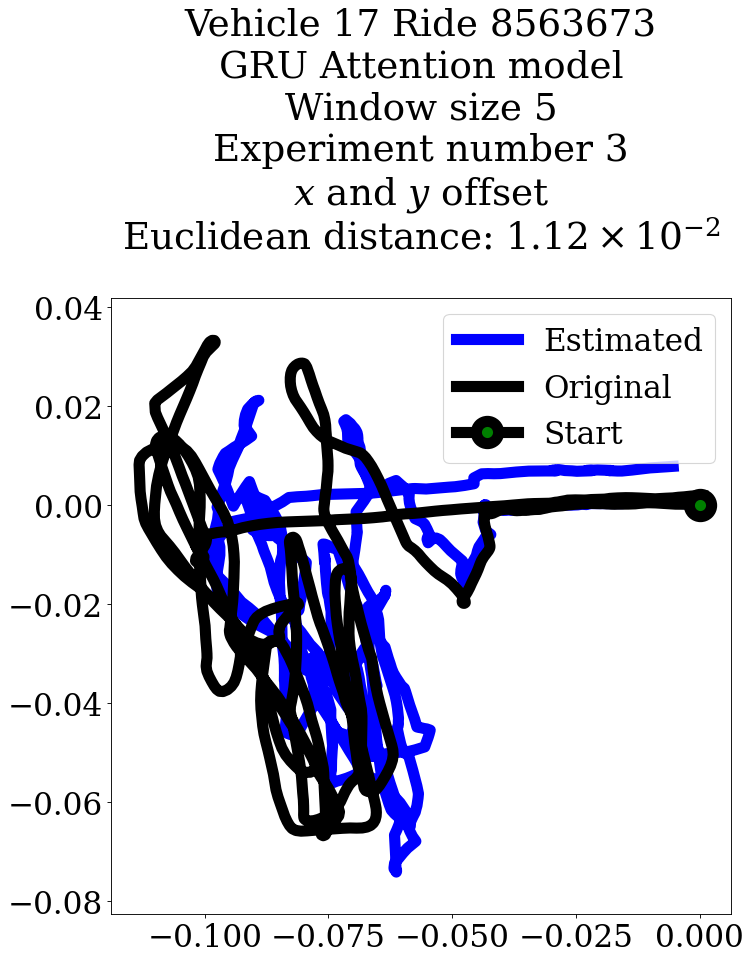 Vehicle 17 Ride 8563673
GRU Attention model
Window size 5
Experiment number 3
x and y offset
Euclidean distance: 1.12 × 10⁻²
Estimated
Original
Start
0.04
0.02
0.00
−0.02
−0.04
−0.06
−0.08
−0.100 −0.075 −0.050 −0.025 0.000